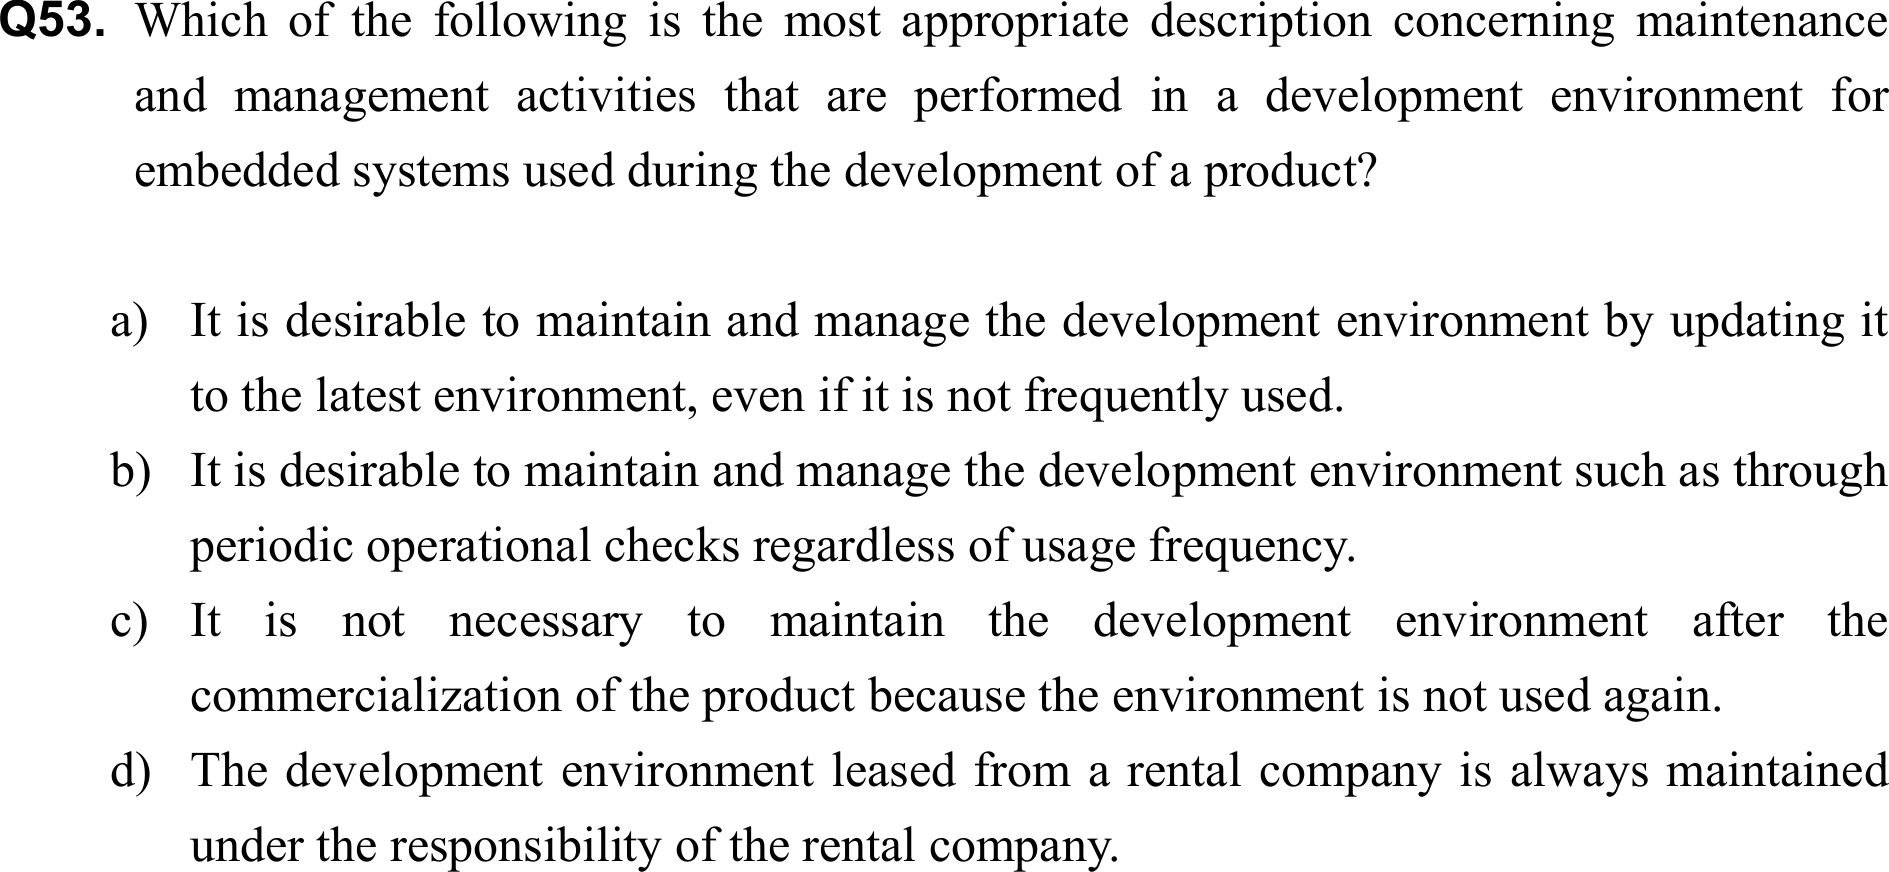 Q53. Which of the following is the most appropriate description concerning maintenance
and management activities that are performed in a development environment for
embedded systems used during the development of a product?
a) It is desirable to maintain and manage the development environment by updating it
to the latest environment, even if it is not frequently used.
b) It is desirable to maintain and manage the development environment such as through
periodic operational checks regardless of usage frequency.
c) It is not necessary to maintain the development environment after the
commercialization of the product because the environment is not used again.
d) The development environment leased from a rental company is always maintained
under the responsibility of the rental company.